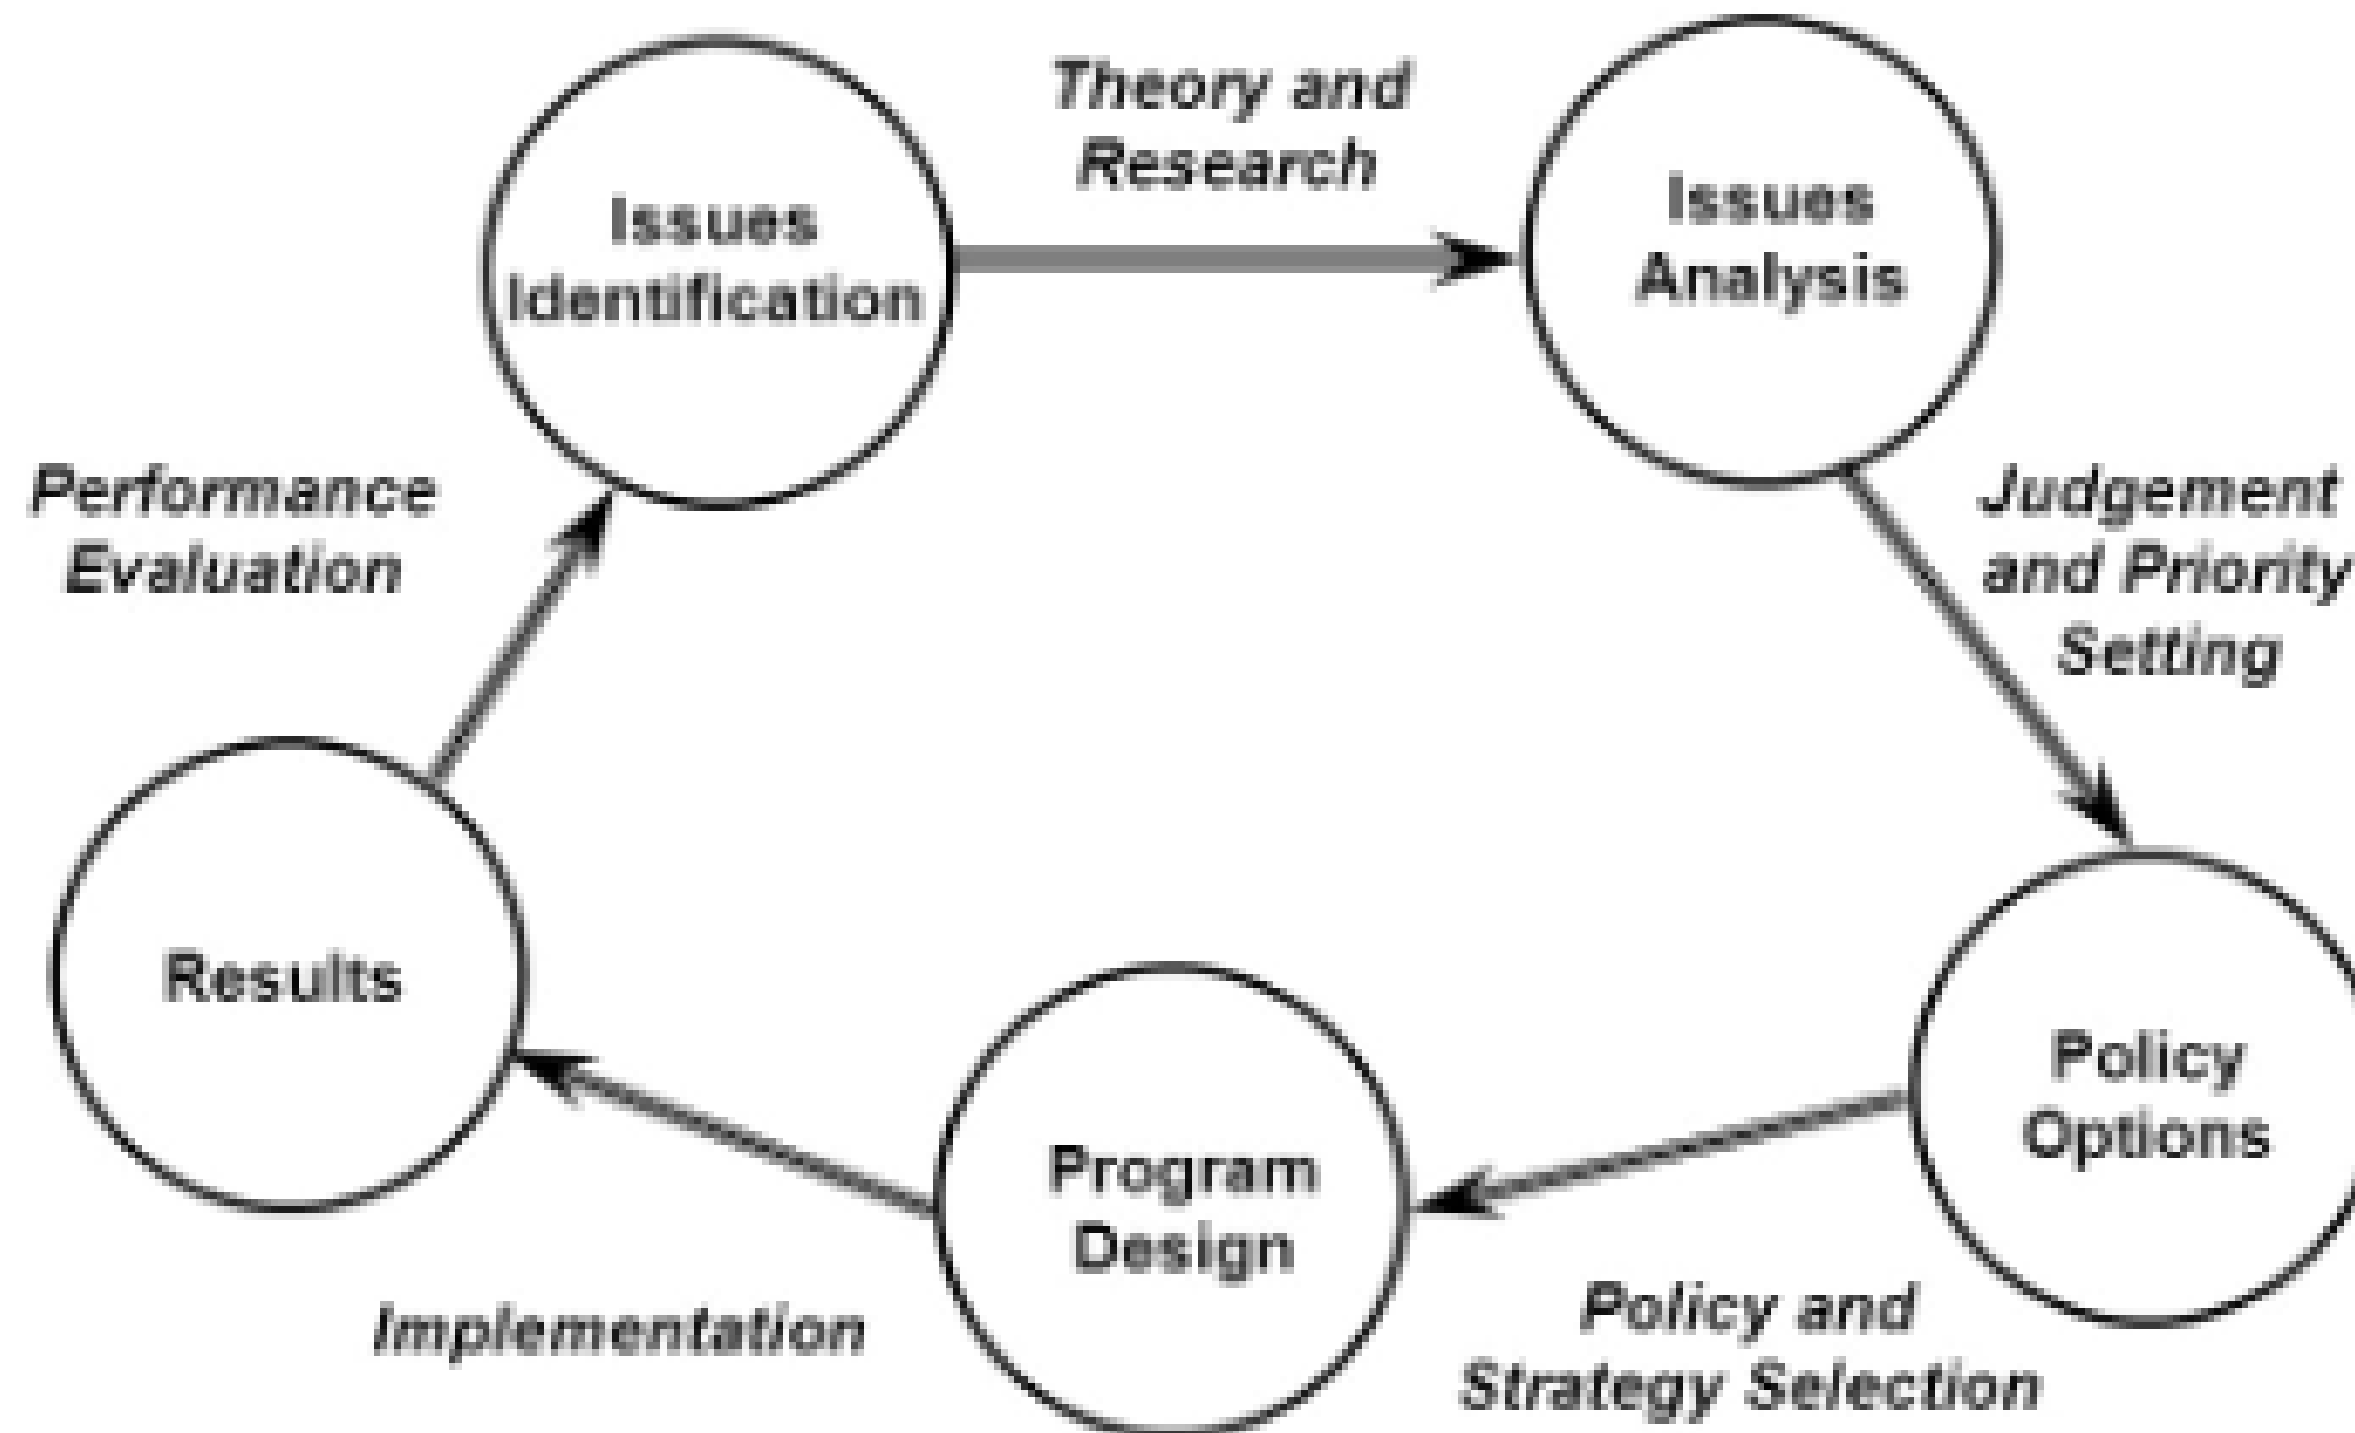 Theory and
Research
Issues
Identification
Issues
Analysis
Performance
Evaluation
Judgement
and Priority
Setting
Results
Policy
Options
Program
Design
Implementation
Policy and
Strategy Selection